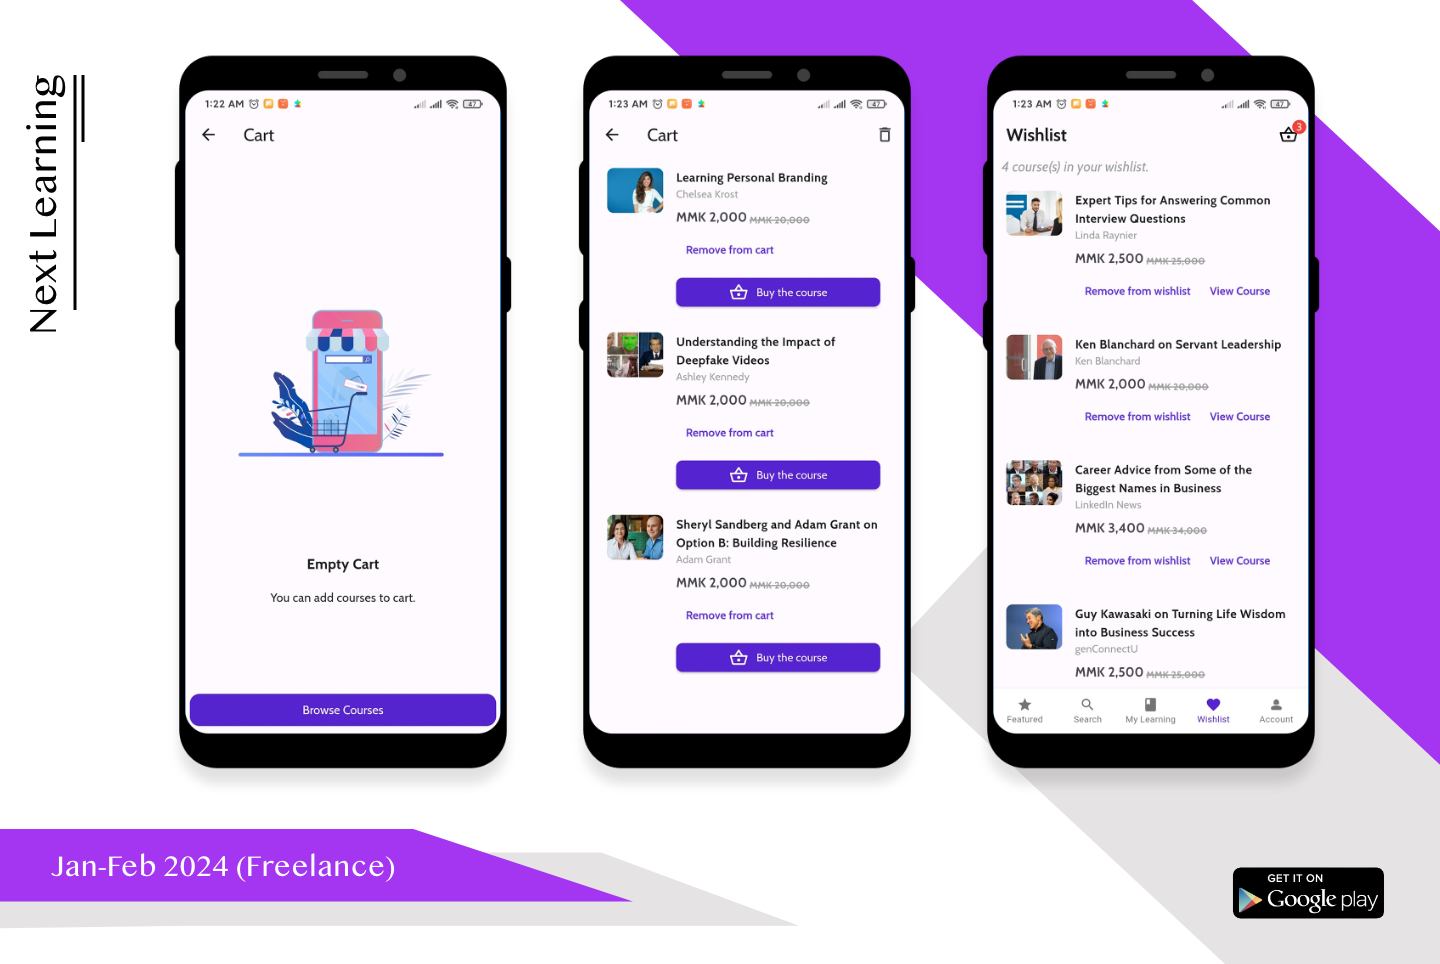 Next Learning
1:22 AM
47
Cart
Empty Cart
You can add courses to cart.
Browse Courses
1:23 AM
47
Cart
Learning Personal Branding
Chelsea Krost
MMK 2,000 MMK 20,000
Remove from cart
Buy the course
Understanding the Impact of
Deepfake Videos
Ashley Kennedy
MMK 2,000 MMK 20,000
Remove from cart
Buy the course
Sheryl Sandberg and Adam Grant on
Option B: Building Resilience
Adam Grant
MMK 2,000 MMK 20,000
Remove from cart
Buy the course
1:23 AM
47
Wishlist
3
4 course(s) in your wishlist.
Expert Tips for Answering Common
Interview Questions
Linda Raynier
MMK 2,500 MMK 25,000
Remove from wishlist View Course
Ken Blanchard on Servant Leadership
Ken Blanchard
MMK 2,000 MMK 20,000
Remove from wishlist View Course
Career Advice from Some of the
Biggest Names in Business
LinkedIn News
MMK 3,400 MMK 34,000
Remove from wishlist View Course
Guy Kawasaki on Turning Life Wisdom
into Business Success
genConnectU
MMK 2,500 MMK 25,000
Featured Search My Learning Wishlist Account
Jan-Feb 2024 (Freelance)
GET IT ON
Google play